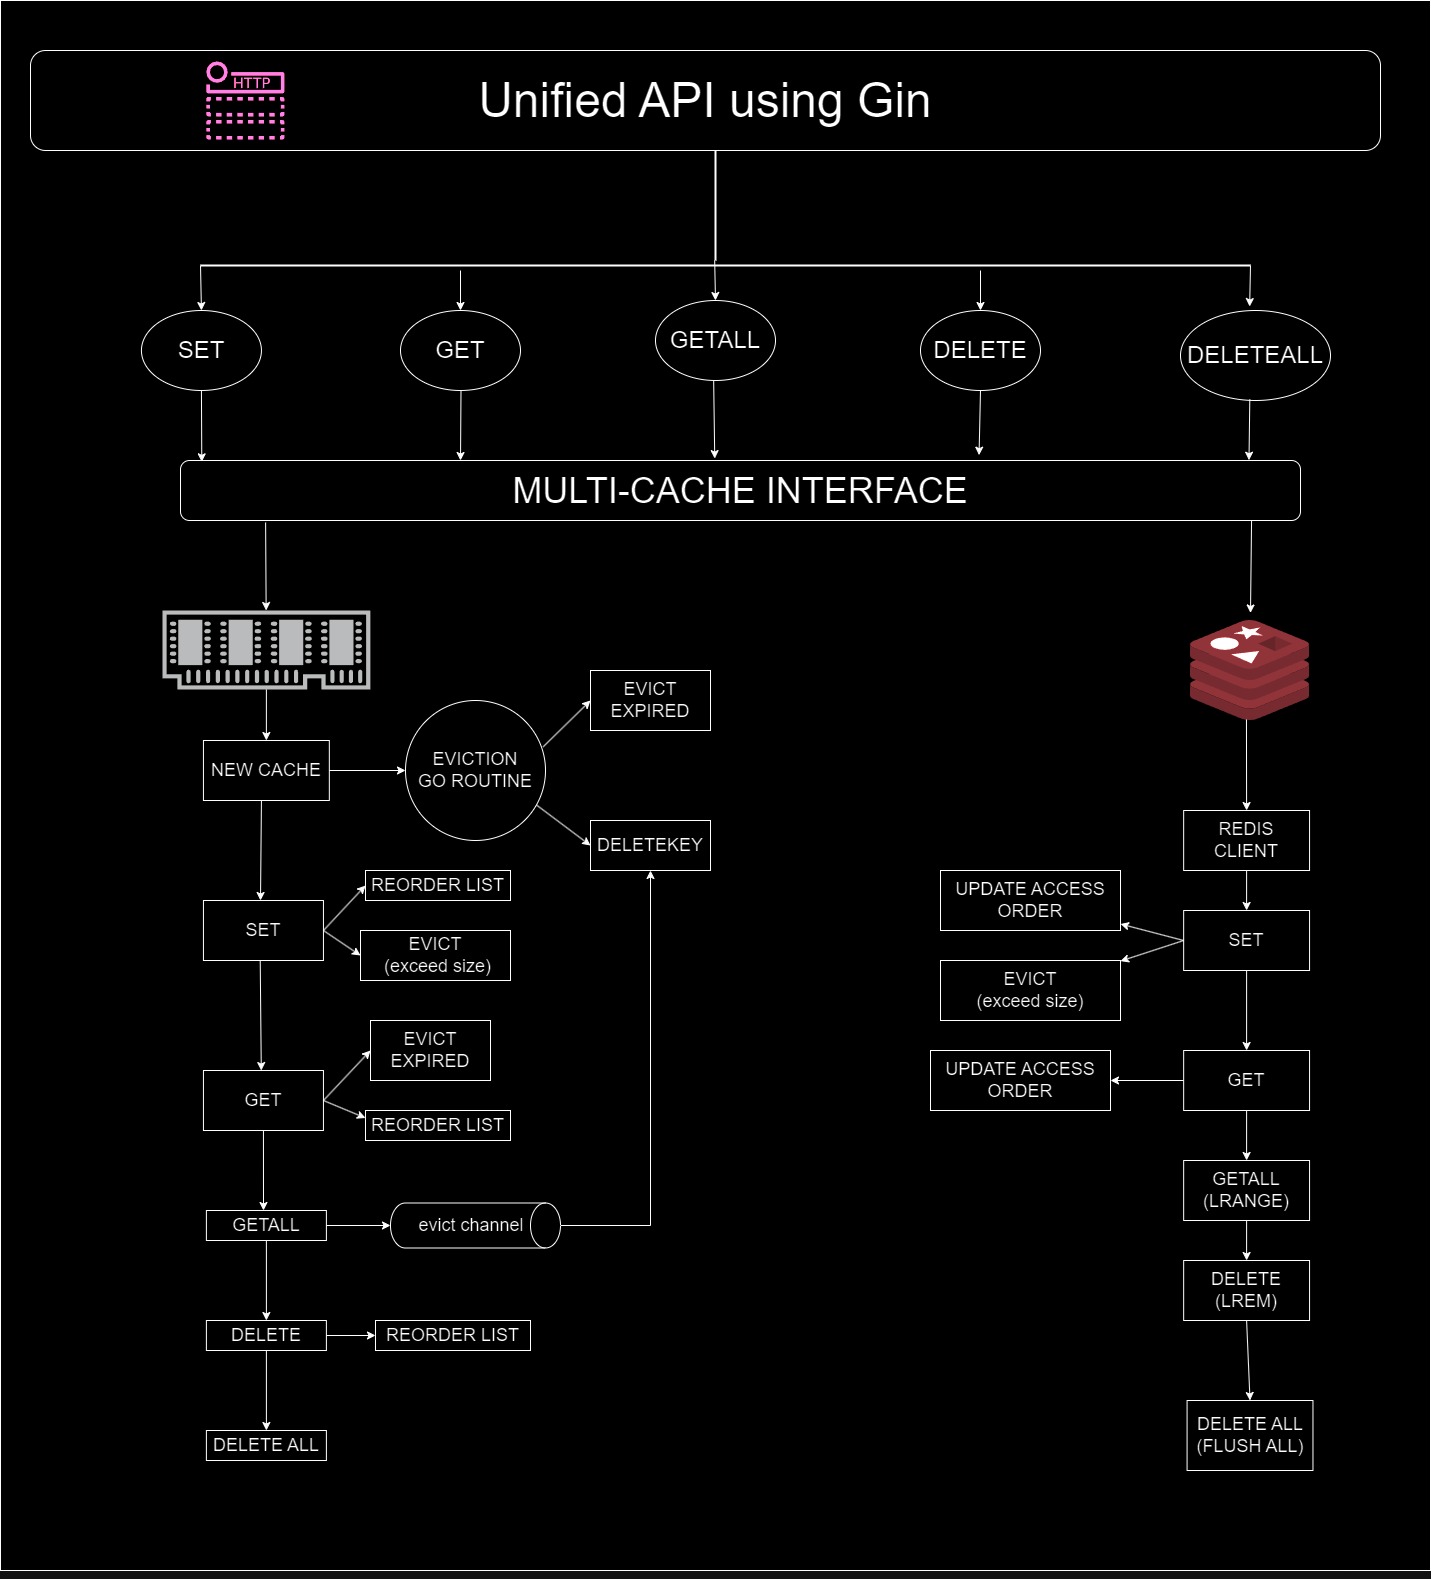 HTTP
Unified API using Gin
SET
GET
GETALL
DELETE
DELETEALL
MULTI-CACHE INTERFACE
NEW CACHE
EVICTION
GO ROUTINE
EVICT
EXPIRED
DELETEKEY
SET
REORDER LIST
EVICT
(exceed size)
GET
EVICT
EXPIRED
REORDER LIST
GETALL
evict channel
DELETE
REORDER LIST
DELETE ALL
REDIS
CLIENT
SET
UPDATE ACCESS
ORDER
EVICT
(exceed size)
GET
UPDATE ACCESS
ORDER
GETALL
(LRANGE)
DELETE
(LREM)
DELETE ALL
(FLUSH ALL)